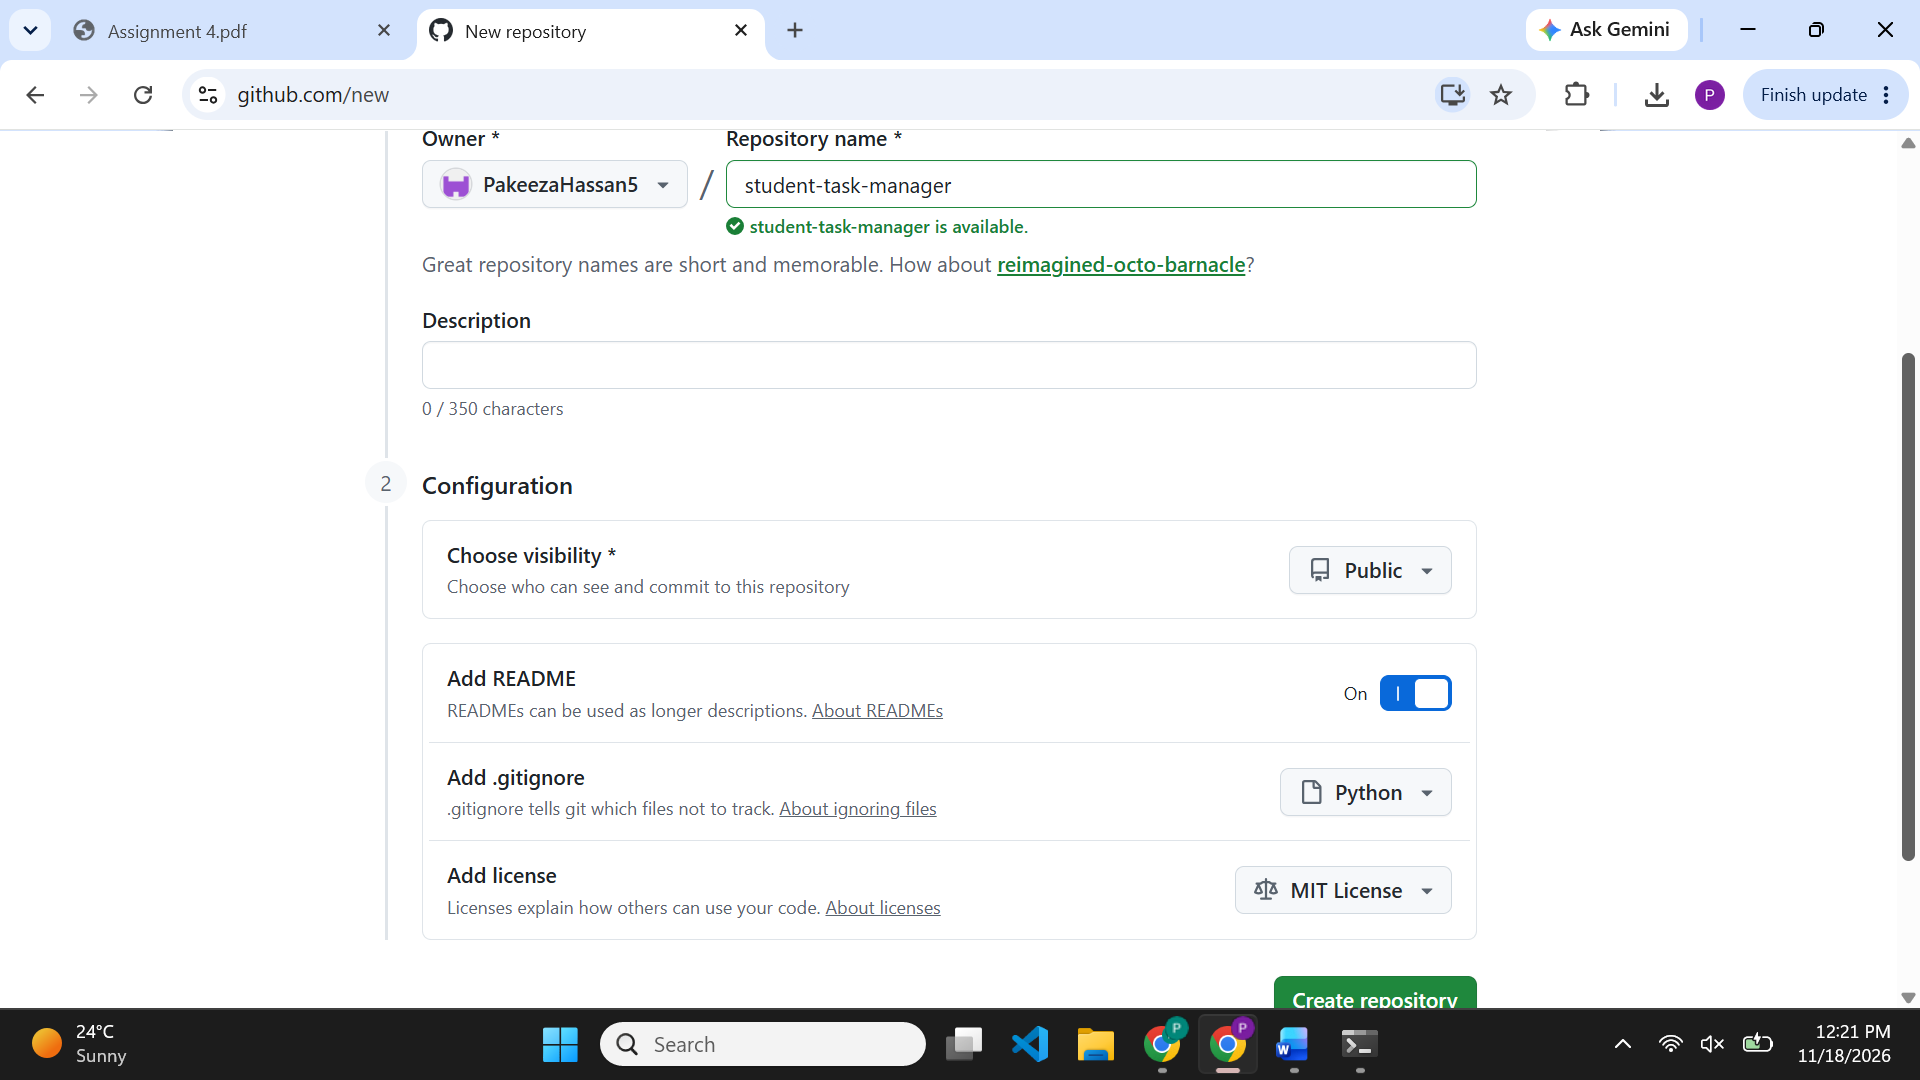 Assignment 4.pdf
New repository
Ask Gemini
github.com/new
P
Finish update
Owner *
Repository name *
PakeezaHassan5
/
student-task-manager
student-task-manager is available.
Great repository names are short and memorable. How about reimagined-octo-barnacle?
Description
0 / 350 characters
2
Configuration
Choose visibility *
Choose who can see and commit to this repository
Public
Add README
READMEs can be used as longer descriptions. About READMEs
On
Add .gitignore
.gitignore tells git which files not to track. About ignoring files
Python
Add license
Licenses explain how others can use your code. About licenses
MIT License
Create repository
24°C
Sunny
Search
P
P
W
12:21 PM
11/18/2026